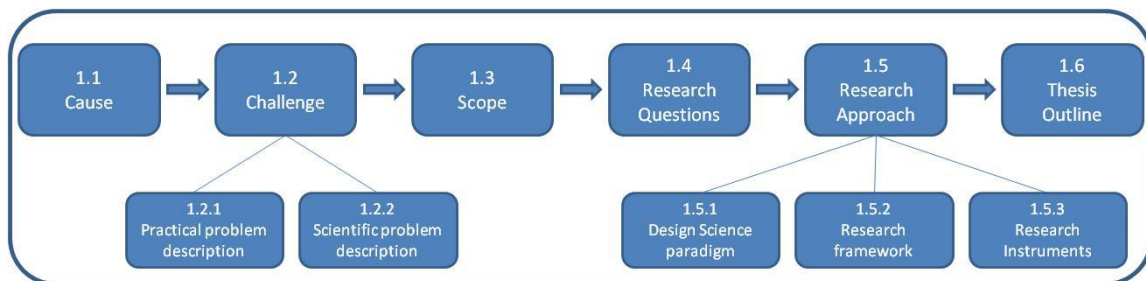 1.1
Cause
1.2
Challenge
1.3
Scope
1.4
Research
Questions
1.5
Research
Approach
1.6
Thesis
Outline
1.2.1
Practical problem
description
1.2.2
Scientific problem
description
1.5.1
Design Science
paradigm
1.5.2
Research
framework
1.5.3
Research
Instruments